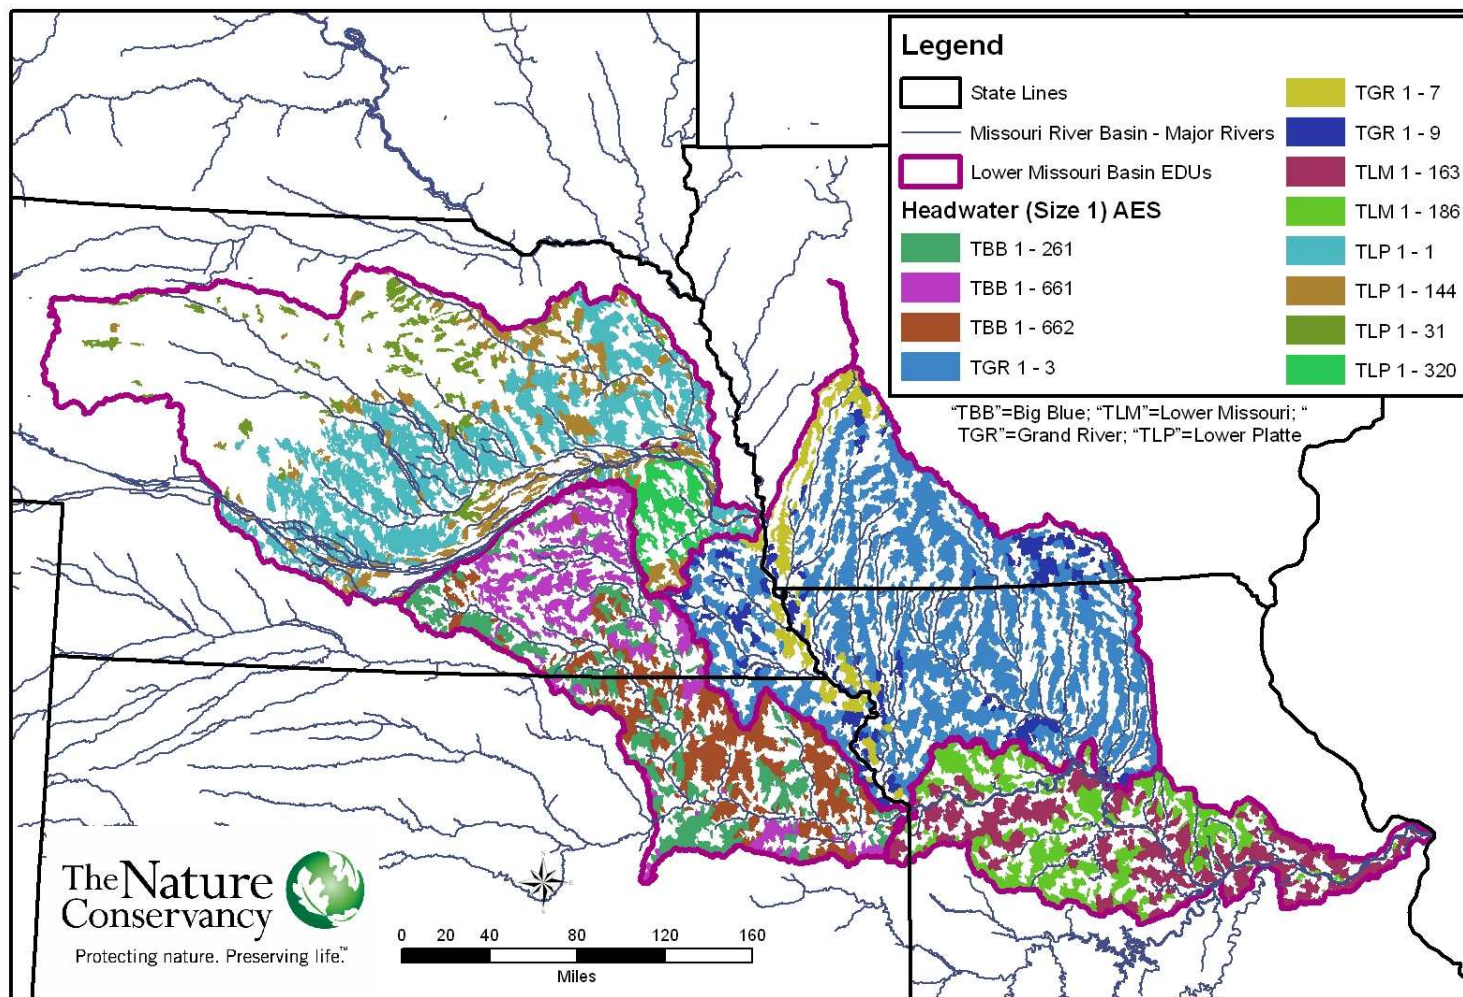 Legend
State Lines
Missouri River Basin - Major Rivers
Lower Missouri Basin EDUs
Headwater (Size 1) AES
TBB 1 - 261
TBB 1 - 661
TBB 1 - 662
TGR 1 - 3
TGR 1 - 7
TGR 1 - 9
TLM 1 - 163
TLM 1 - 186
TLP 1 - 1
TLP 1 - 144
TLP 1 - 31
TLP 1 - 320
"TBB"=Big Blue; "TLM"=Lower Missouri; "
TGR"=Grand River; "TLP"=Lower Platte
The Nature
Conservancy
Protecting nature. Preserving life.™
0 20 40 80 120 160
Miles